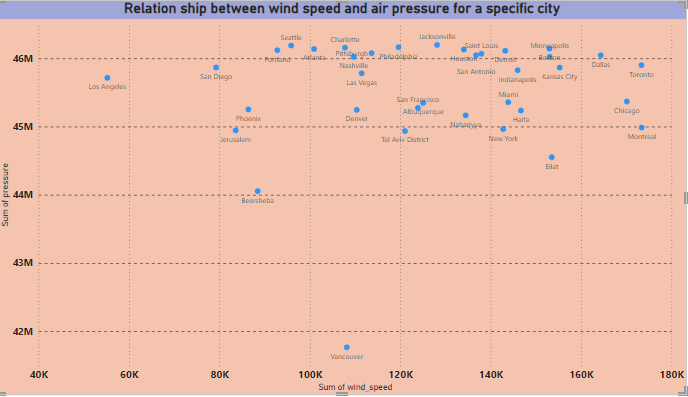 Relation ship between wind speed and air pressure for a specific city
Jacksonville
Seattle
Charlotte
Saint Louis
Minneapolis
46M
Portland
Atlanta
Pittsburgh
Philadelphia
Houston
Detroit
Boston
Dallas
Nashville
San Antonio
San Diego
Kansas City
Toronto
Indianapolis
Los Angeles
Las Vegas
Miami
San Francisco
Albuquerque
Chicago
Phoenix
Denver
Nahariyya
Haifa
45M
Jerusalem
Tel Aviv District
New York
Montreal
Eilat
44M
Beersheba
43M
42M
Vancouver
Sum of pressure
40K 60K 80K 100K 120K 140K 160K 180K
Sum of wind_speed